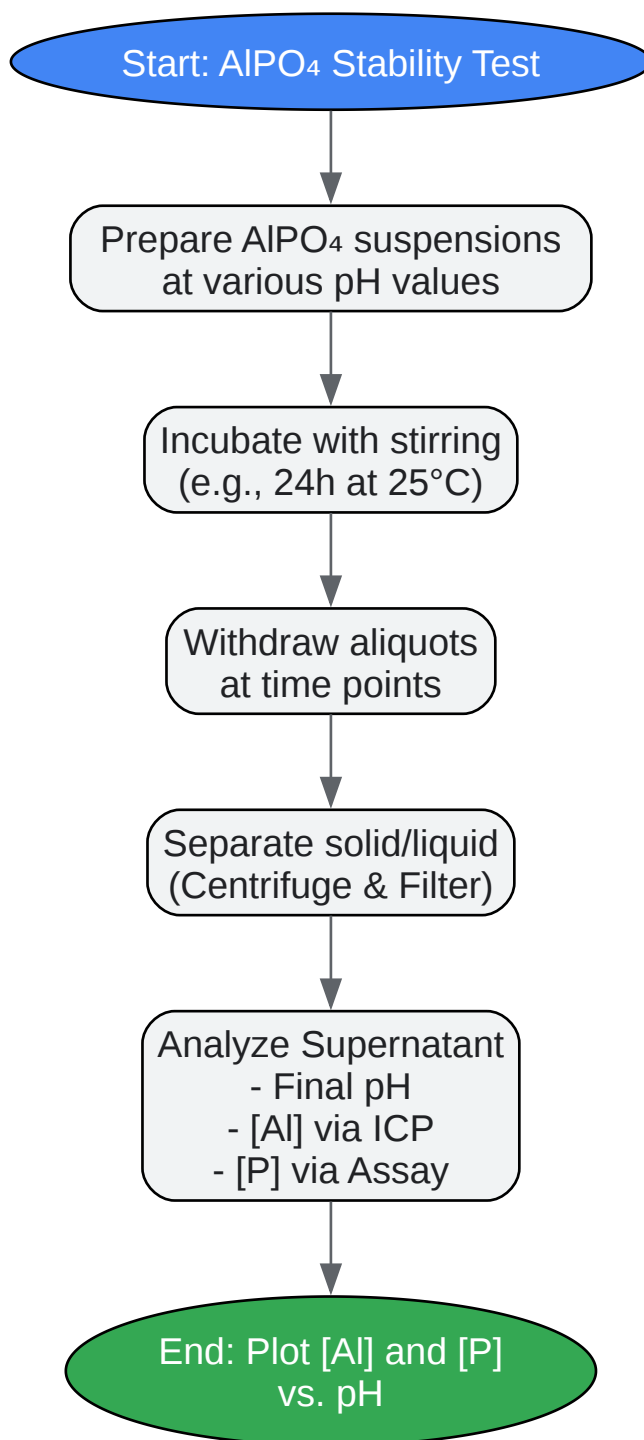 Start: AlPO₄ Stability Test
Prepare AlPO₄ suspensions
at various pH values
Incubate with stirring
(e.g., 24h at 25°C)
Withdraw aliquots
at time points
Separate solid/liquid
(Centrifuge & Filter)
Analyze Supernatant
- Final pH
- [Al] via ICP
- [P] via Assay
End: Plot [Al] and [P]
vs. pH